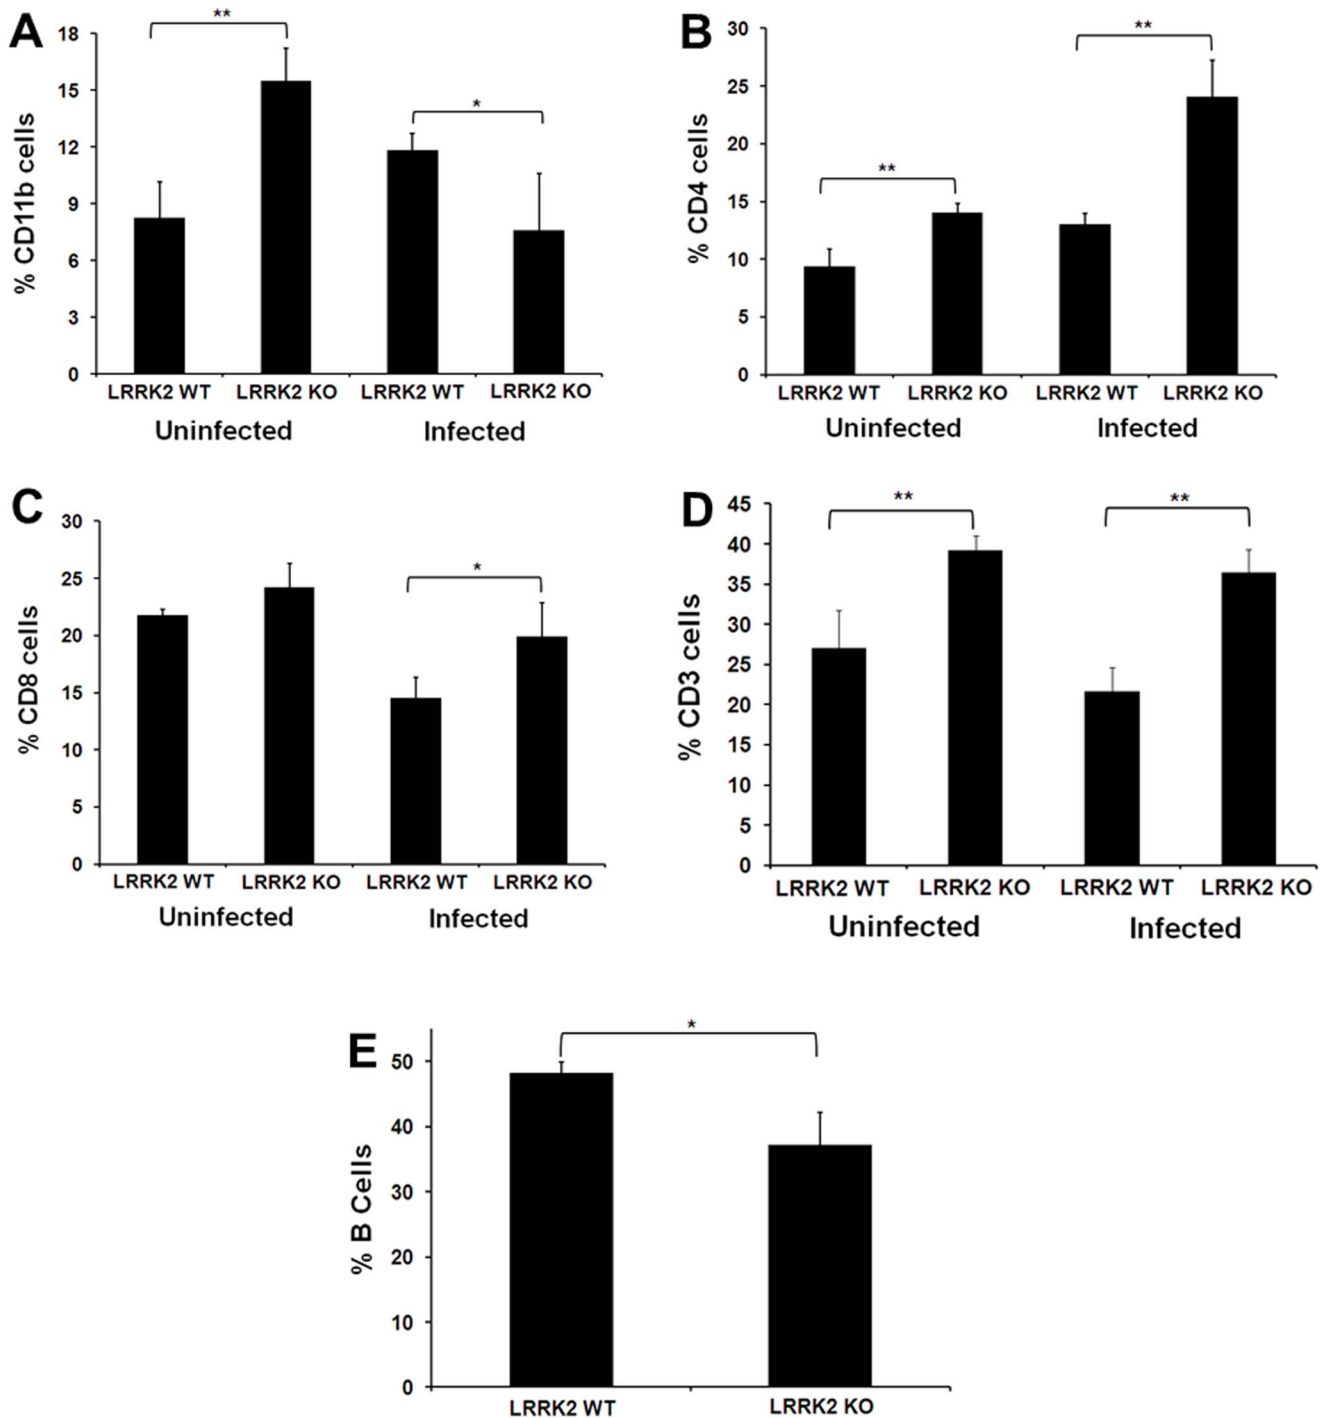 A
**
*
18
15
12
9
6
3
0
% CD11b cells
LRRK2 WT LRRK2 KO LRRK2 WT LRRK2 KO
Uninfected Infected
B
**
**
30
25
20
15
10
5
0
% CD4 cells
LRRK2 WT LRRK2 KO LRRK2 WT LRRK2 KO
Uninfected Infected
C
*
30
25
20
15
10
5
0
% CD8 cells
LRRK2 WT LRRK2 KO LRRK2 WT LRRK2 KO
Uninfected Infected
D
** **
45
40
35
30
25
20
15
10
5
0
% CD3 cells
LRRK2 WT LRRK2 KO LRRK2 WT LRRK2 KO
Uninfected Infected
E
*
50
40
30
20
10
0
% B Cells
LRRK2 WT LRRK2 KO